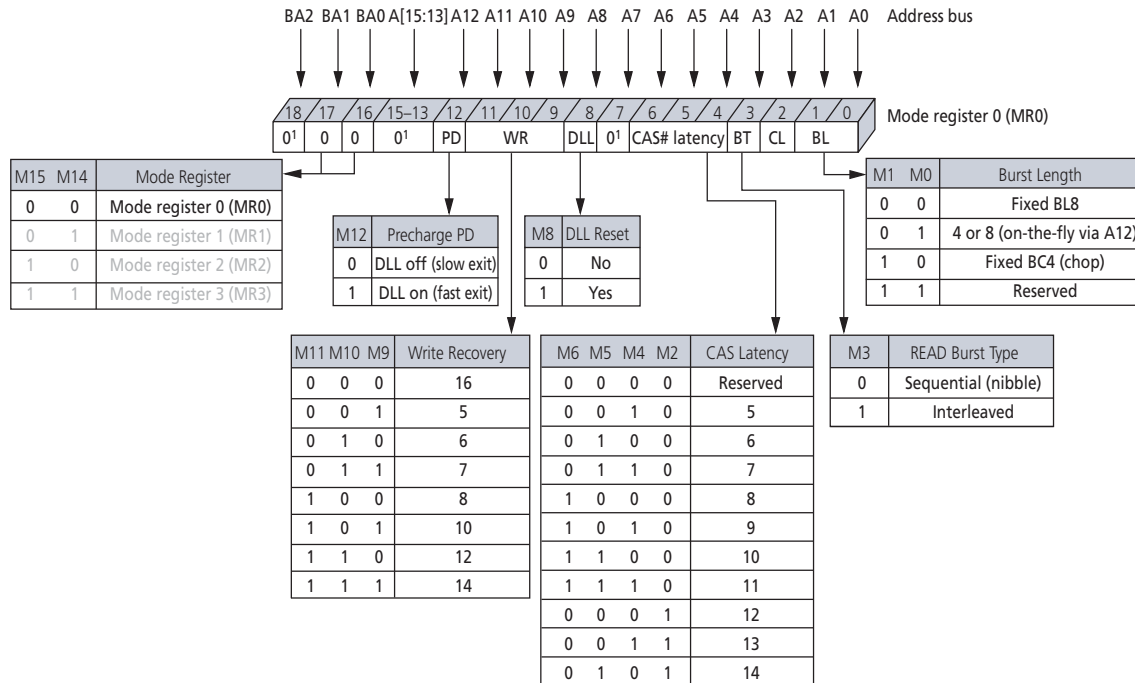 BA2 BA1 BA0 A[15:13] A12 A11 A10 A9 A8 A7 A6 A5 A4 A3 A2 A1 A0 Address bus
18 17 16 15–13 12 11 10 9 8 7 6 5 4 3 2 1 0 Mode register 0 (MR0)
0¹ 0 0 0¹ PD WR DLL 0¹ CAS# latency BT CL BL
M15 M14 Mode Register
0 0 Mode register 0 (MR0)
0 1 Mode register 1 (MR1)
1 0 Mode register 2 (MR2)
1 1 Mode register 3 (MR3)
M12 Precharge PD
0 DLL off (slow exit)
1 DLL on (fast exit)
M8 DLL Reset
0 No
1 Yes
M1 M0 Burst Length
0 0 Fixed BL8
0 1 4 or 8 (on-the-fly via A12)
1 0 Fixed BC4 (chop)
1 1 Reserved
M11 M10 M9 Write Recovery
0 0 0 16
0 0 1 5
0 1 0 6
0 1 1 7
1 0 0 8
1 0 1 10
1 1 0 12
1 1 1 14
M6 M5 M4 M2 CAS Latency
0 0 0 0 Reserved
0 0 1 0 5
0 1 0 0 6
0 1 1 0 7
1 0 0 0 8
1 0 1 0 9
1 1 0 0 10
1 1 1 0 11
0 0 0 1 12
0 0 1 1 13
0 1 0 1 14
M3 READ Burst Type
0 Sequential (nibble)
1 Interleaved